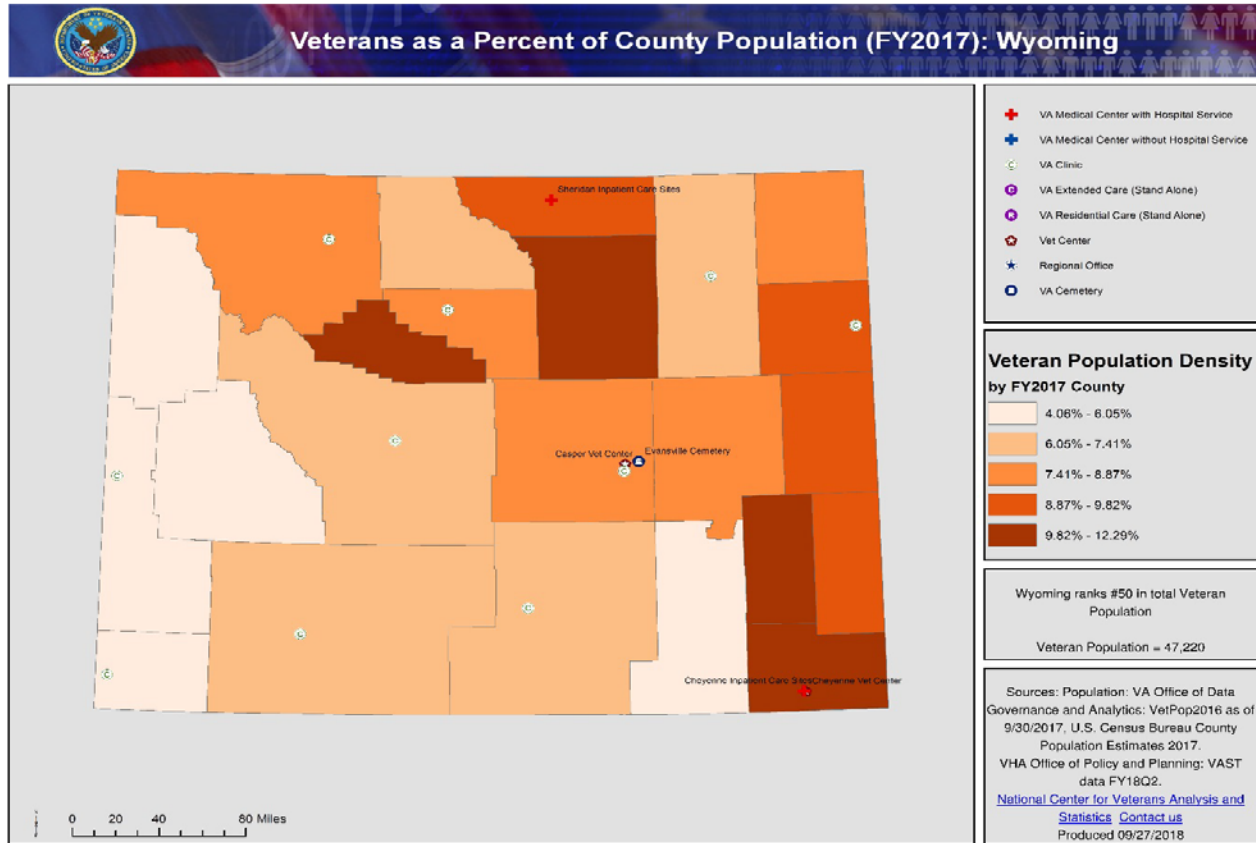 Veterans as a Percent of County Population (FY2017): Wyoming
Sheridan Inpatient Care Sites
Casper Vet Center
Evansville Cemetery
Cheyenne Inpatient Care Sites
Cheyenne Vet Center
0 20 40 80 Miles
VA Medical Center with Hospital Service
VA Medical Center without Hospital Service
VA Clinic
VA Extended Care (Stand Alone)
VA Residential Care (Stand Alone)
Vet Center
Regional Office
VA Cemetery
Veteran Population Density
by FY2017 County
4.06% - 6.05%
6.05% - 7.41%
7.41% - 8.87%
8.87% - 9.82%
9.82% - 12.29%
Wyoming ranks #50 in total Veteran
Population
Veteran Population = 47,220
Sources: Population: VA Office of Data
Governance and Analytics: VetPop2016 as of
9/30/2017, U.S. Census Bureau County
Population Estimates 2017.
VHA Office of Policy and Planning: VAST
data FY18Q2.
National Center for Veterans Analysis and
Statistics Contact us
Produced 09/27/2018